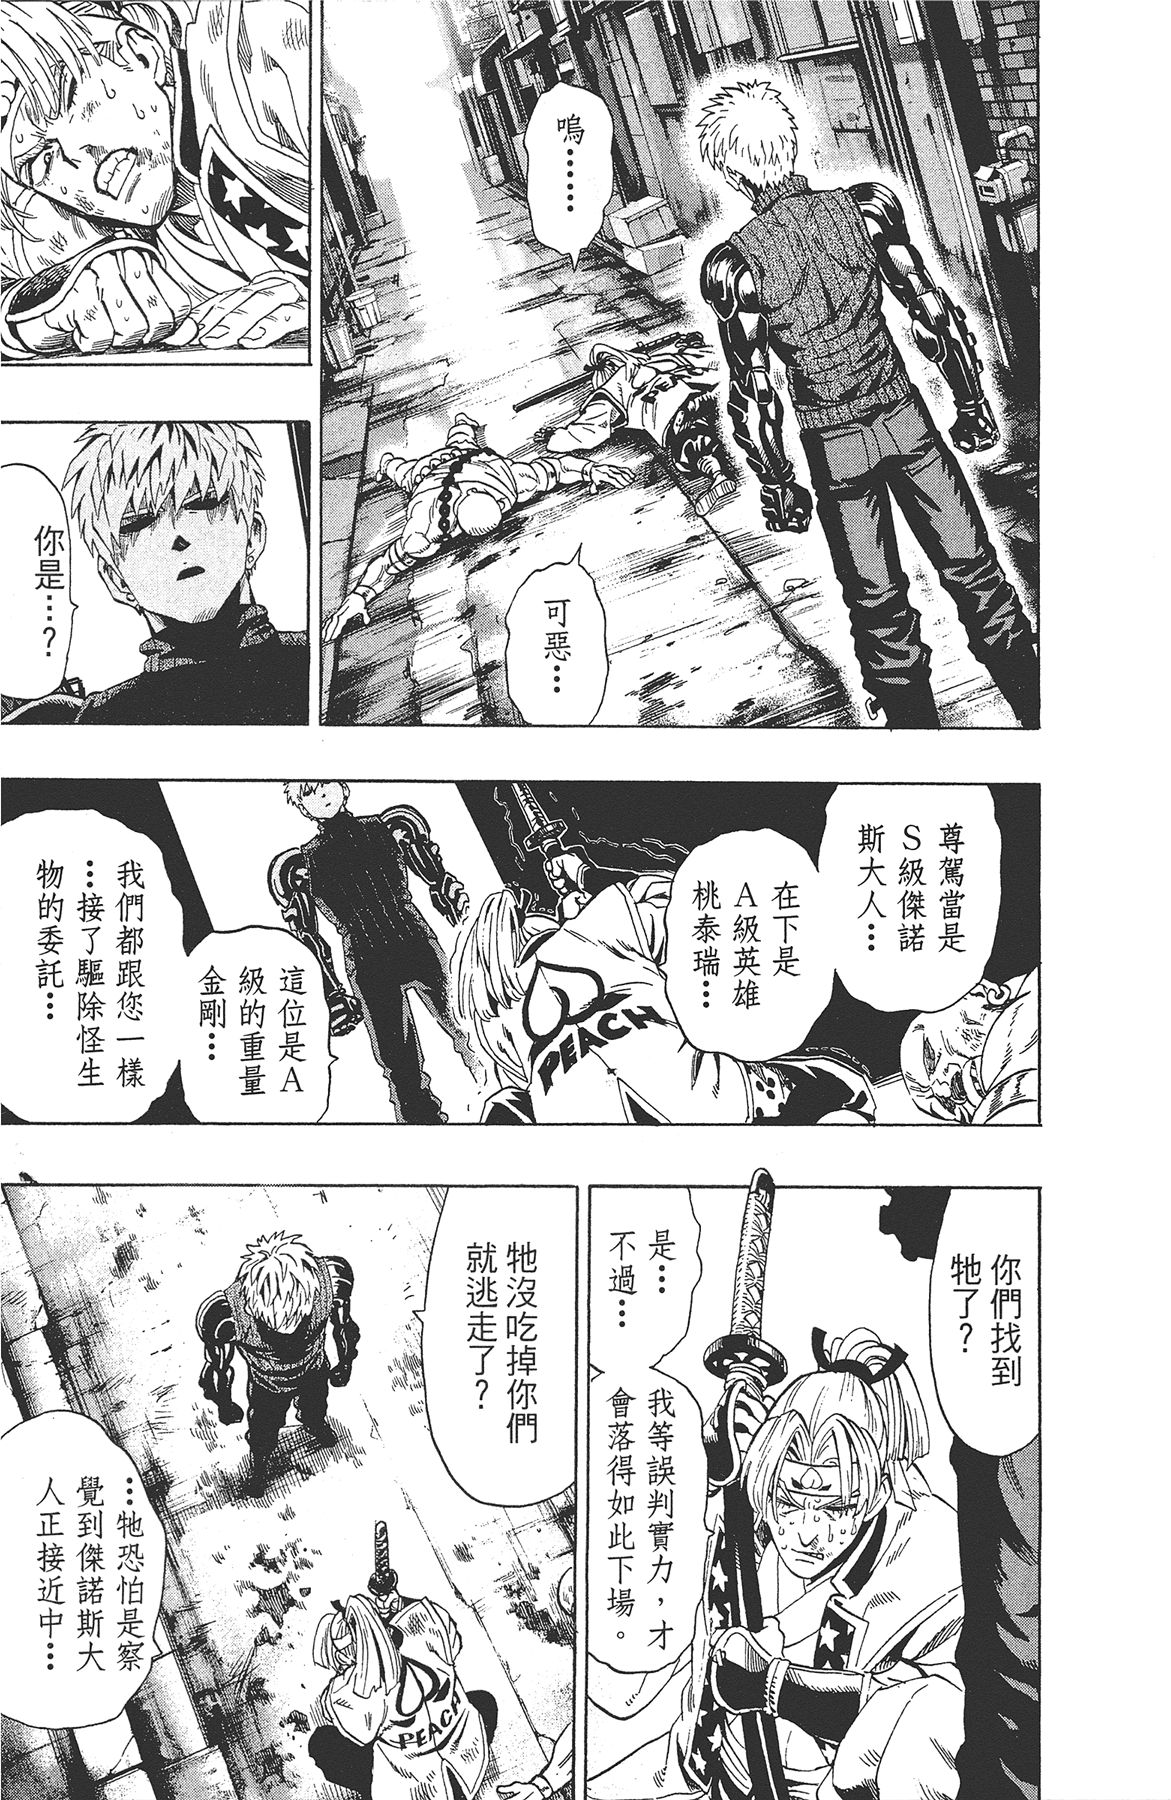 嗚……
可惡…
你是…?
尊駕當是
S級傑諾
斯大人…
在下是
A級英雄
桃泰瑞…
PEACH
這位是A
級的重量
金剛…
我們都跟您一樣
…接了驅除怪生
物的委託…
你們找到
牠了?
是…
不過…
我等誤判實力，才
會落得如此下場。
牠沒吃掉你們
就逃走了?
…牠恐怕是察
覺到傑諾斯大
人正接近中…
PEACH